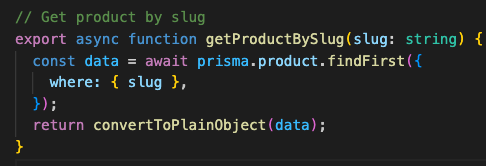 // Get product by slug
export async function getProductBySlug(slug: string) {
  const data = await prisma.product.findFirst({
    where: { slug },
  });
  return convertToPlainObject(data);
}